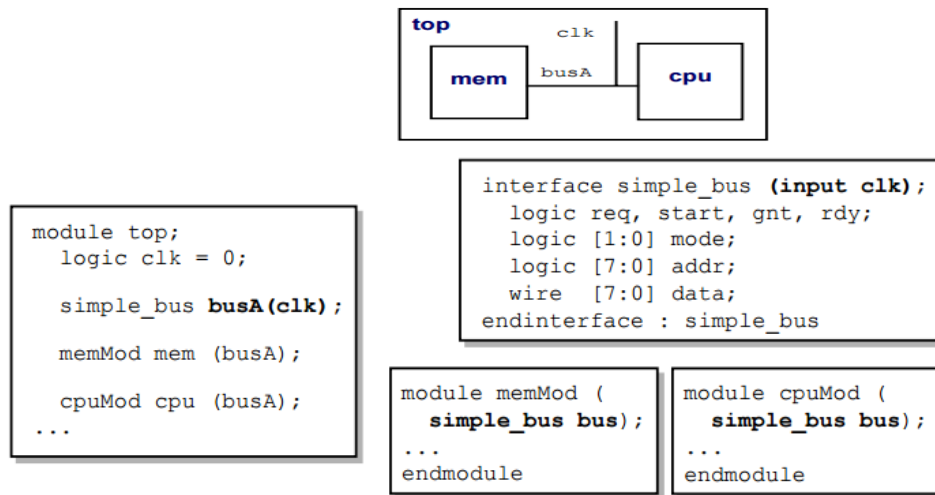 top
clk
mem
busA
cpu
interface simple_bus (input clk);
logic req, start, gnt, rdy;
logic [1:0] mode;
logic [7:0] addr;
wire [7:0] data;
endinterface : simple_bus
module top;
logic clk = 0;
simple_bus busA(clk);
memMod mem (busA);
cpuMod cpu (busA);
...
module memMod (
simple_bus bus);
...
endmodule
module cpuMod (
simple_bus bus);
...
endmodule